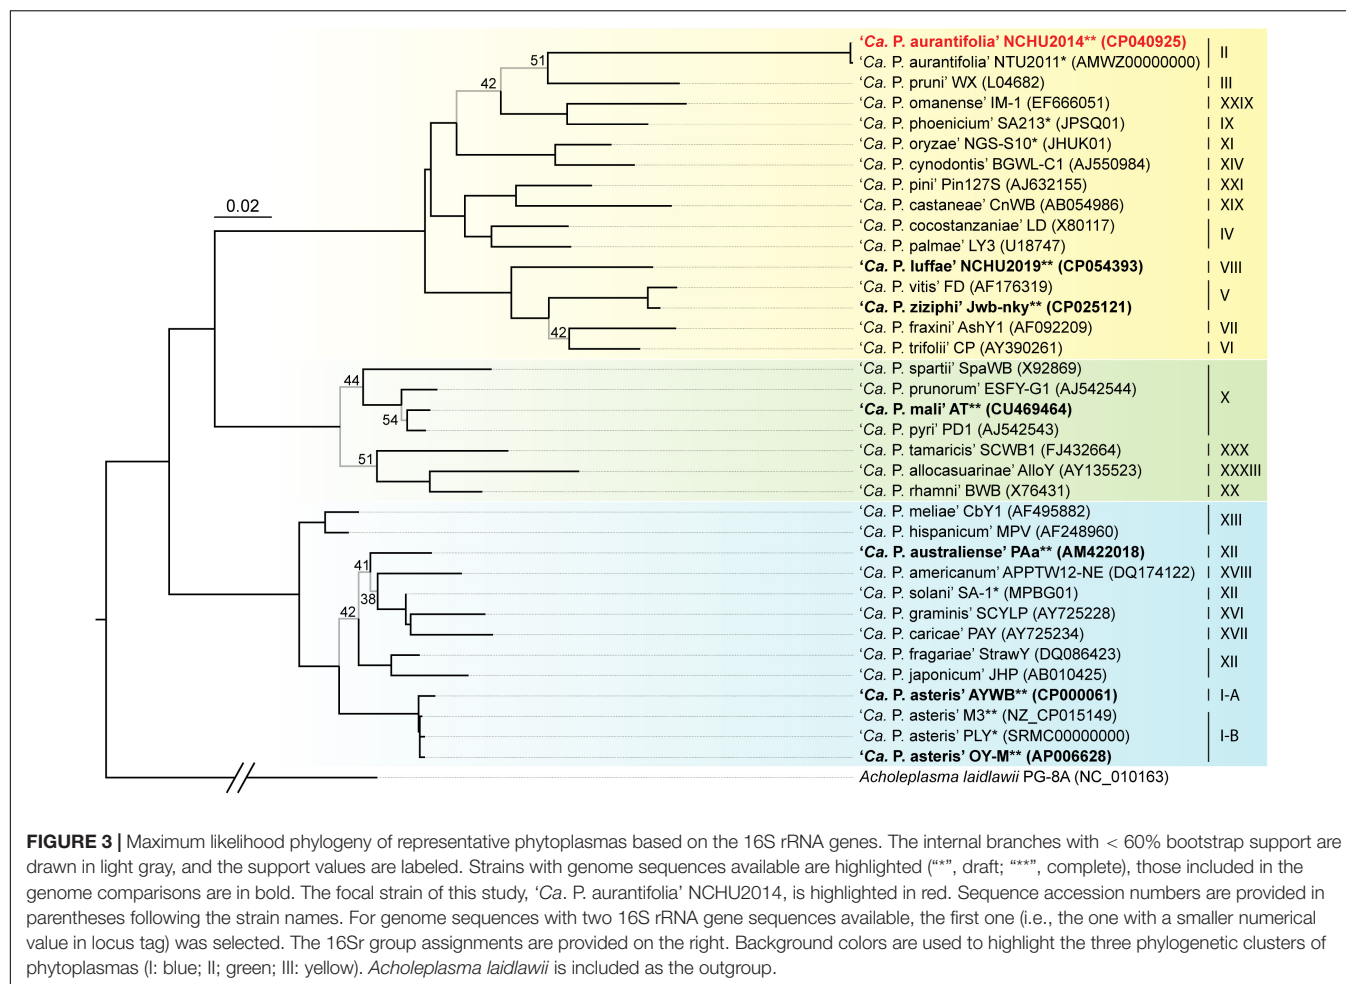 ‘Ca. P. aurantifolia’ NCHU2014** (CP040925)
II
‘Ca. P. aurantifolia’ NTU2011* (AMWZ00000000)
51
42
‘Ca. P. pruni’ WX (L04682) III
‘Ca. P. omanense’ IM-1 (EF666051) XXIX
‘Ca. P. phoenicium’ SA213* (JPSQ01) IX
‘Ca. P. oryzae’ NGS-S10* (JHUK01) XI
‘Ca. P. cynodontis’ BGWL-C1 (AJ550984) XIV
‘Ca. P. pini’ Pin127S (AJ632155) XXI
0.02
‘Ca. P. castaneae’ CnWB (AB054986) XIX
‘Ca. P. cocostanzaniae’ LD (X80117)
IV
‘Ca. P. palmae’ LY3 (U18747)
‘Ca. P. luffae’ NCHU2019** (CP054393) VIII
‘Ca. P. vitis’ FD (AF176319)
V
‘Ca. P. ziziphi’ Jwb-nky** (CP025121)
42
‘Ca. P. fraxini’ AshY1 (AF092209) VII
‘Ca. P. trifolii’ CP (AY390261) VI
‘Ca. P. spartii’ SpaWB (X92869)
44
‘Ca. P. prunorum’ ESFY-G1 (AJ542544)
X
‘Ca. P. mali’ AT** (CU469464)
54
‘Ca. P. pyri’ PD1 (AJ542543)
51
‘Ca. P. tamaricis’ SCWB1 (FJ432664) XXX
‘Ca. P. allocasuarinae’ AlloY (AY135523) XXXIII
‘Ca. P. rhamni’ BWB (X76431) XX
‘Ca. P. meliae’ CbY1 (AF495882)
XIII
‘Ca. P. hispanicum’ MPV (AF248960)
‘Ca. P. australiense’ PAa** (AM422018) XII
41
‘Ca. P. americanum’ APPTW12-NE (DQ174122) XVIII
38
‘Ca. P. solani’ SA-1* (MPBG01) XII
42
‘Ca. P. graminis’ SCYLP (AY725228) XVI
‘Ca. P. caricae’ PAY (AY725234) XVII
‘Ca. P. fragariae’ StrawY (DQ086423)
XII
‘Ca. P. japonicum’ JHP (AB010425)
‘Ca. P. asteris’ AYWB** (CP000061) I-A
‘Ca. P. asteris’ M3** (NZ_CP015149)
‘Ca. P. asteris’ PLY* (SRMC00000000) I-B
‘Ca. P. asteris’ OY-M** (AP006628)
Acholeplasma laidlawii PG-8A (NC_010163)
FIGURE 3 | Maximum likelihood phylogeny of representative phytoplasmas based on the 16S rRNA genes. The internal branches with < 60% bootstrap support are
drawn in light gray, and the support values are labeled. Strains with genome sequences available are highlighted (“*”, draft; “**”, complete), those included in the
genome comparisons are in bold. The focal strain of this study, ‘Ca. P. aurantifolia’ NCHU2014, is highlighted in red. Sequence accession numbers are provided in
parentheses following the strain names. For genome sequences with two 16S rRNA gene sequences available, the first one (i.e., the one with a smaller numerical
value in locus tag) was selected. The 16Sr group assignments are provided on the right. Background colors are used to highlight the three phylogenetic clusters of
phytoplasmas (I: blue; II; green; III: yellow). Acholeplasma laidlawii is included as the outgroup.